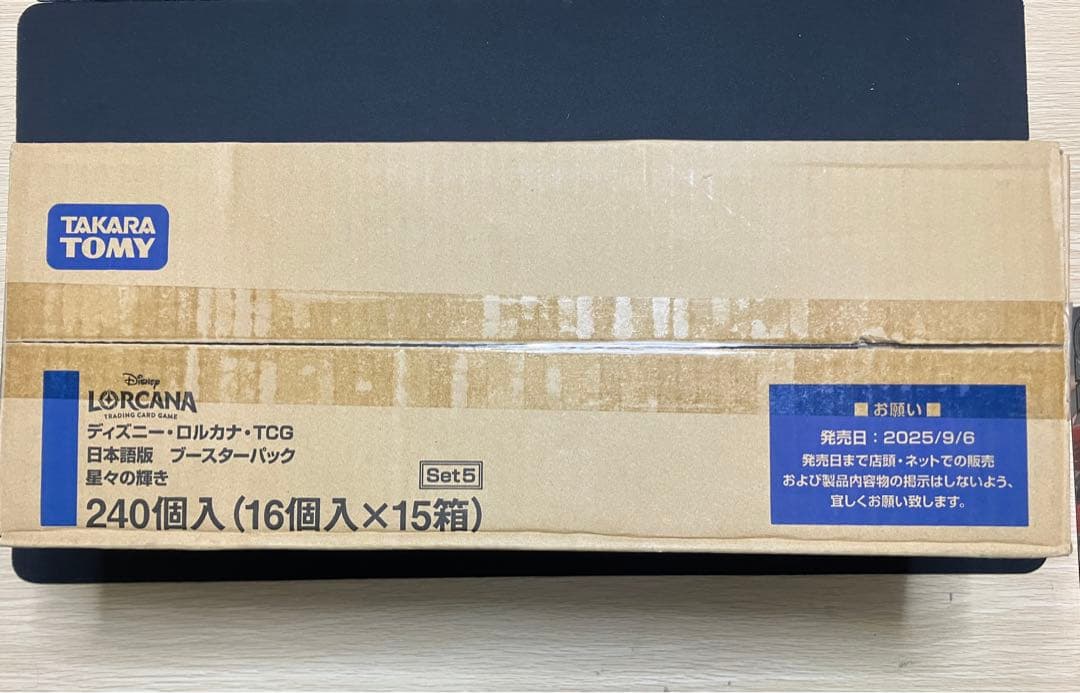 TAKARA
TOMY
Disney
LORCANA
TRADING CARD GAME
ディズニー・ロルカナ・TCG
日本語版 ブースターパック
星々の輝き
Set5
240個入(16個入×15箱)
お願い
発売日：2025/9/6
発売日まで店頭・ネットでの販売
および製品内容物の掲示はしないよう、
宜しくお願い致します。